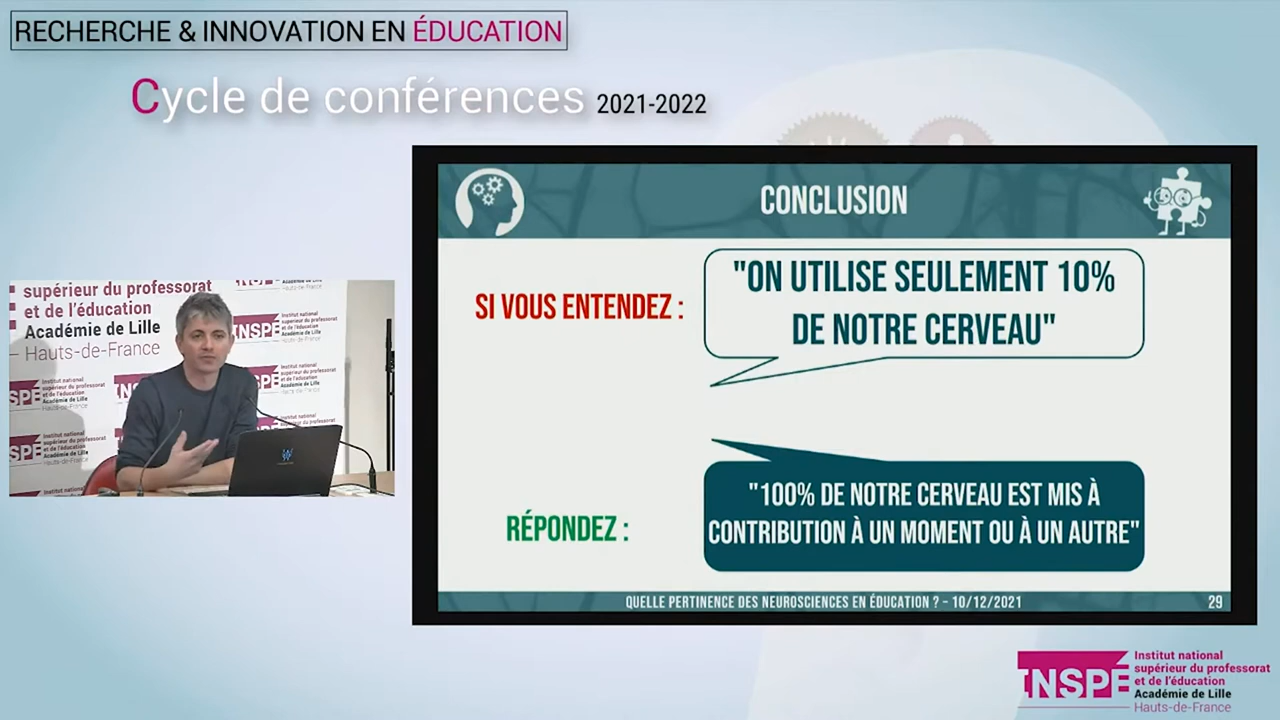 RECHERCHE & INNOVATION EN ÉDUCATION
Cycle de conférences 2021-2022
CONCLUSION
SI VOUS ENTENDEZ :
"ON UTILISE SEULEMENT 10%
DE NOTRE CERVEAU"
RÉPONDEZ :
"100% DE NOTRE CERVEAU EST MIS À
CONTRIBUTION À UN MOMENT OU À UN AUTRE"
QUELLE PERTINENCE DES NEUROSCIENCES EN ÉDUCATION ? - 10/12/2021
29
supérieur du professorat
et de l'éducation
Académie de Lille
Hauts-de-France
INSPÉ
Institut national
supérieur du professorat
et de l'éducation
Académie de Lille
Hauts-de-France